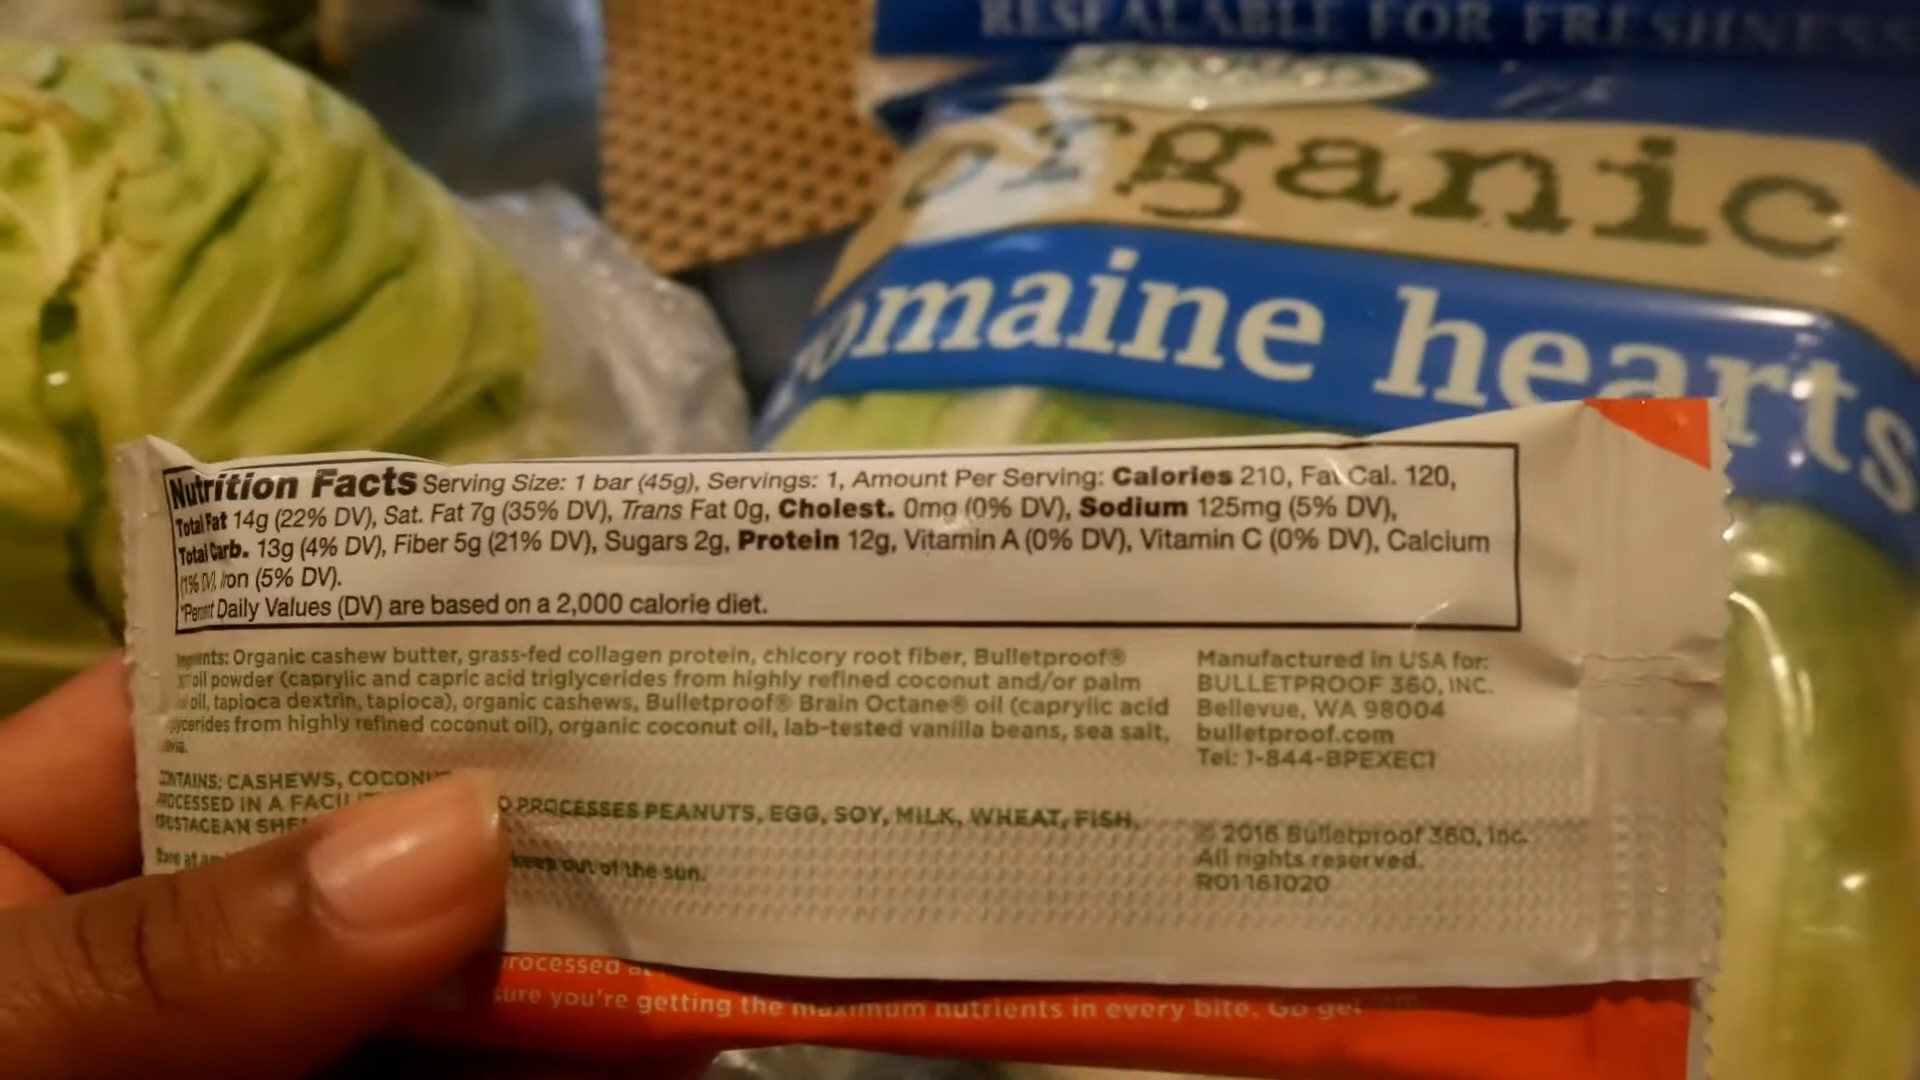 RESEALABLE FOR FRESHNESS
organic
romaine hearts
Nutrition Facts Serving Size: 1 bar (45g), Servings: 1, Amount Per Serving: Calories 210, Fat Cal. 120,
Total Fat 14g (22% DV), Sat. Fat 7g (35% DV), Trans Fat 0g, Cholest. 0mg (0% DV), Sodium 125mg (5% DV),
Total Carb. 13g (4% DV), Fiber 5g (21% DV), Sugars 2g, Protein 12g, Vitamin A (0% DV), Vitamin C (0% DV), Calcium
(1% DV), Iron (5% DV).
*Percent Daily Values (DV) are based on a 2,000 calorie diet.
Ingredients: Organic cashew butter, grass-fed collagen protein, chicory root fiber, Bulletproof®
oil powder (caprylic and capric acid triglycerides from highly refined coconut and/or palm
oil, tapioca dextrin, tapioca), organic cashews, Bulletproof® Brain Octane® oil (caprylic acid
glycerides from highly refined coconut oil), organic coconut oil, lab-tested vanilla beans, sea salt,
CONTAINS: CASHEWS, COCONUT
PROCESSED IN A FACILIT O PROCESSES PEANUTS, EGG, SOY, MILK, WHEAT, FISH,
CRUSTACEAN SHE
keep out of the sun.
Manufactured in USA for:
BULLETPROOF 360, INC.
Bellevue, WA 98004
bulletproof.com
Tel: 1-844-BPEXEC1
© 2016 Bulletproof 360, Inc.
All rights reserved.
R01161020
rocessed at
sure you're getting the maximum nutrients in every bite. Go get em